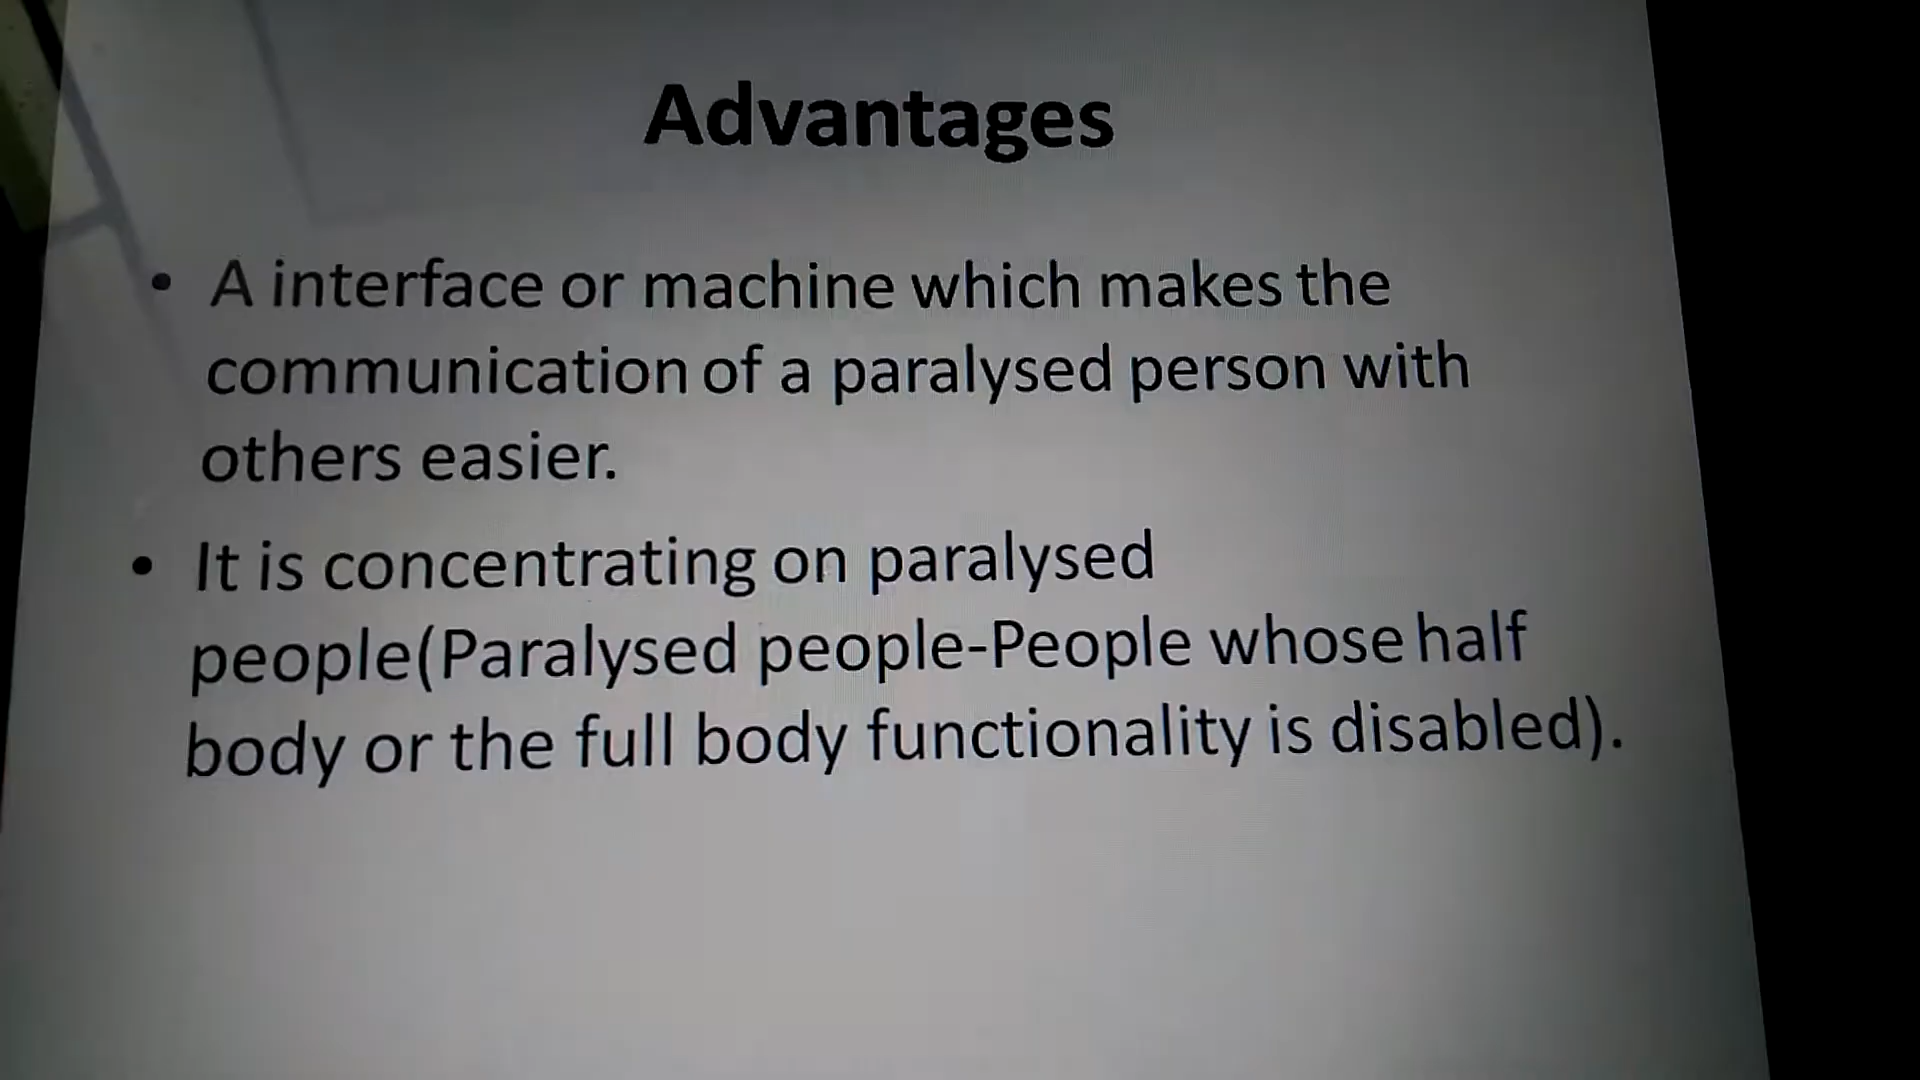 Advantages
• A interface or machine which makes the
communication of a paralysed person with
others easier.
• It is concentrating on paralysed
people(Paralysed people-People whose half
body or the full body functionality is disabled).